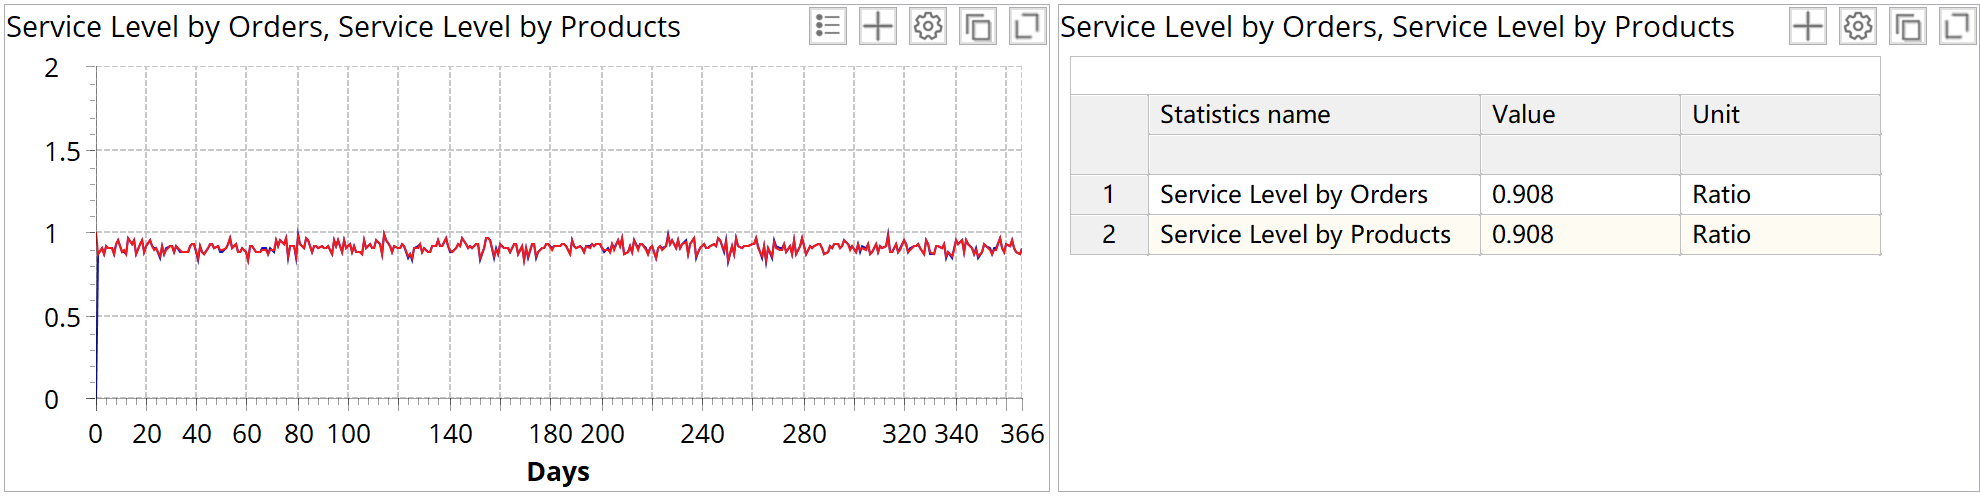 Service Level by Orders, Service Level by Products
2
1.5
1
0.5
0
0 20 40 60 80 100 140 180 200 240 280 320 340 366
Days
Service Level by Orders, Service Level by Products
Statistics name Value Unit
1 Service Level by Orders 0.908 Ratio
2 Service Level by Products 0.908 Ratio